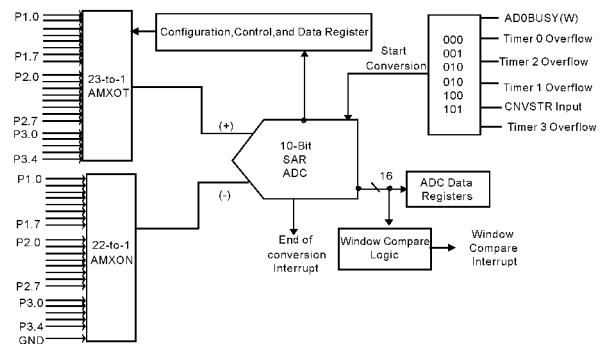 P1.0
P1.7
P2.0
P2.7
P3.0
P3.4
23-to-1
AMXOT
Configuration,Control,and Data Register
Start
Conversion
000
001
010
010
100
101
AD0BUSY(W)
Timer 0 Overflow
Timer 2 Overflow
Timer 1 Overflow
CNVSTR Input
Timer 3 Overflow
(+)
(-)
10-Bit
SAR
ADC
16
ADC Data
Registers
End of
conversion
Interrupt
Window Compare
Logic
Window
Compare
Interrupt
P1.0
P1.7
P2.0
P2.7
P3.0
P3.4
GND
22-to-1
AMXON